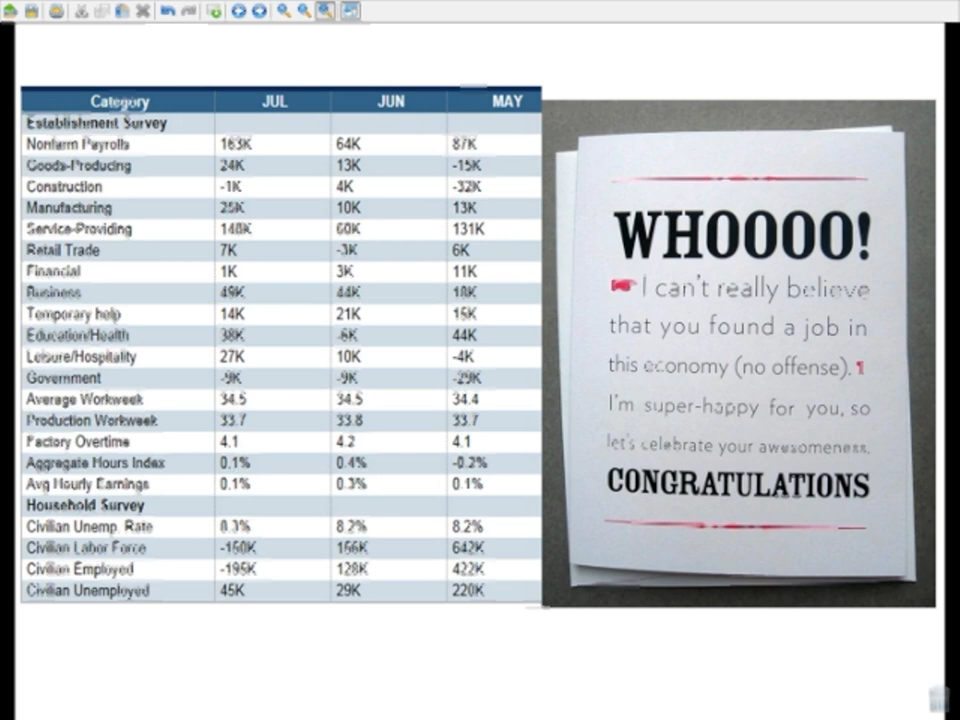 Category JUL JUN MAY
Establishment Survey
Nonfarm Payrolls 163K 64K 87K
Goods-Producing 24K 13K -15K
Construction -1K 4K -32K
Manufacturing 25K 10K 13K
Service-Providing 148K 60K 131K
Retail Trade 7K -3K 6K
Financial 1K 3K 11K
Business 49K 44K 18K
Temporary help 14K 21K 15K
Education/Health 38K -6K 44K
Leisure/Hospitality 27K 10K -4K
Government -9K -9K -29K
Average Workweek 34.5 34.5 34.4
Production Workweek 33.7 33.8 33.7
Factory Overtime 4.1 4.2 4.1
Aggregate Hours Index 0.1% 0.4% -0.2%
Avg Hourly Earnings 0.1% 0.3% 0.1%
Household Survey
Civilian Unemp. Rate 8.2% 8.2%
Civilian Labor Force -150K 156K 642K
Civilian Employed -195K 128K 422K
Civilian Unemployed 45K 29K 220K
WHOOOO!
I can't really believe
that you found a job in
this economy (no offense). ¶
I'm super-happy for you, so
let's celebrate your awesomeness.
CONGRATULATIONS